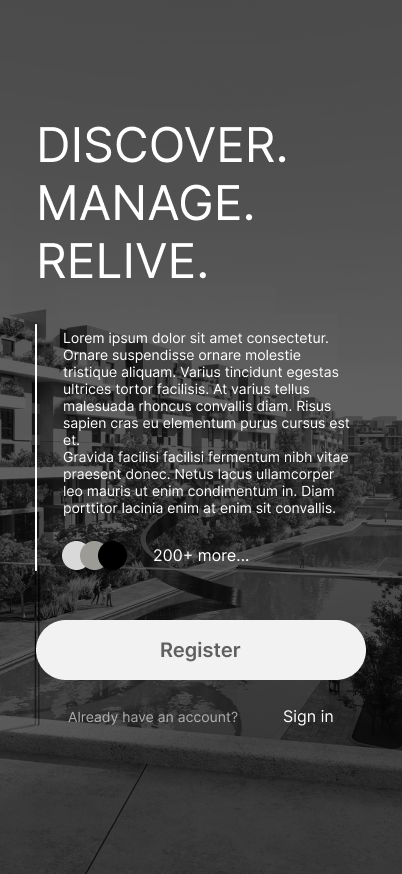 DISCOVER.
MANAGE.
RELIVE.
Lorem ipsum dolor sit amet consectetur.
Ornare suspendisse ornare molestie
tristique aliquam. Varius tincidunt egestas
ultrices tortor facilisis. At varius tellus
malesuada rhoncus convallis diam. Risus
sapien cras eu elementum purus cursus est
et.
Gravida facilisi facilisi fermentum nibh vitae
praesent donec. Netus lacus ullamcorper
leo mauris ut enim condimentum in. Diam
porttitor lacinia enim at enim sit convallis.
200+ more...
Register
Already have an account? Sign in